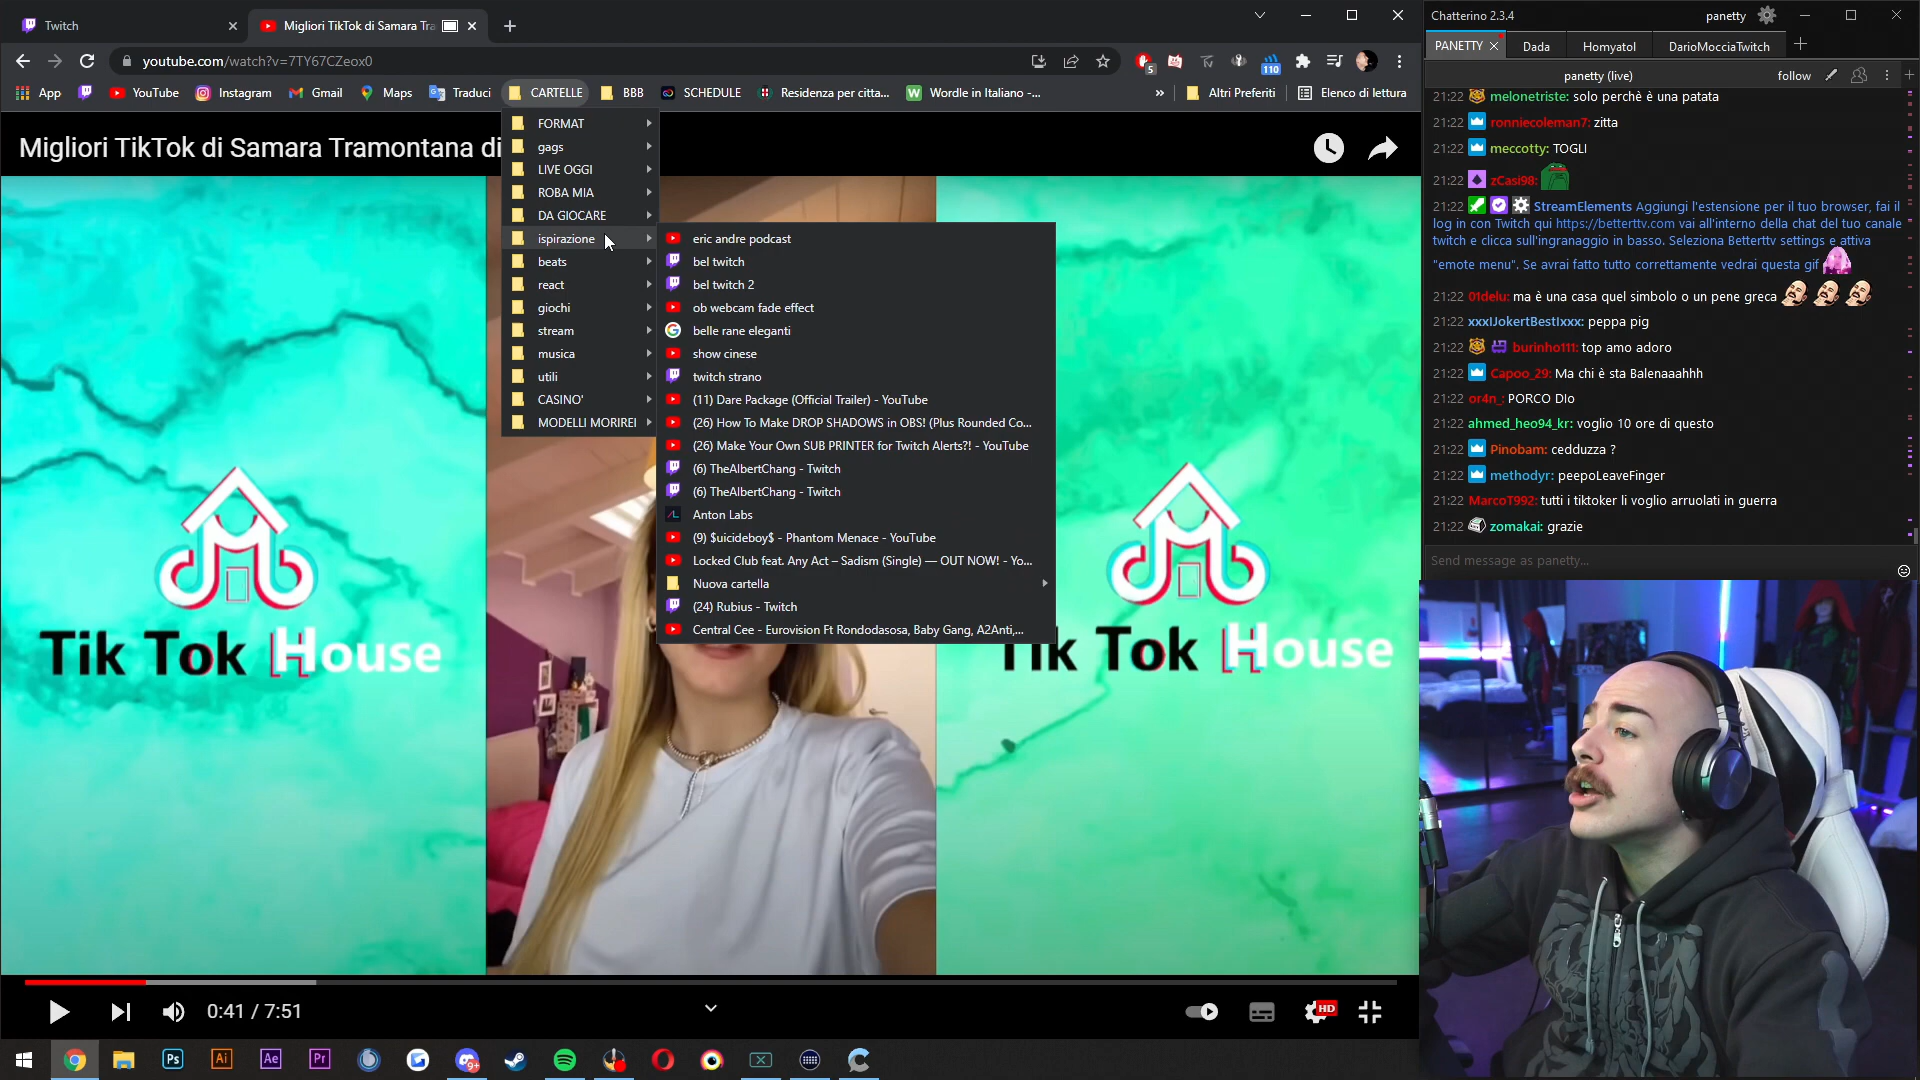 Twitch
Migliori TikTok di Samara Tra
youtube.com/watch?v=7TY67CZeox0
5
110
App
YouTube
Instagram
Gmail
Maps
Traduci
CARTELLE
BBB
SCHEDULE
Residenza per citta...
Wordle in Italiano -...
»
Altri Preferiti
Elenco di lettura
Migliori TikTok di Samara Tramontana di
FORMAT
gags
LIVE OGGI
ROBA MIA
DA GIOCARE
ispirazione
beats
react
giochi
stream
musica
utili
CASINO'
MODELLI MORIREI
eric andre podcast
bel twitch
bel twitch 2
ob webcam fade effect
belle rane eleganti
show cinese
twitch strano
(11) Dare Package (Official Trailer) - YouTube
(26) How To Make DROP SHADOWS in OBS! (Plus Rounded Co...
(26) Make Your Own SUB PRINTER for Twitch Alerts?! - YouTube
(6) TheAlbertChang - Twitch
(6) TheAlbertChang - Twitch
Anton Labs
(9) $uicideboy$ - Phantom Menace - YouTube
Locked Club feat. Any Act – Sadism (Single) — OUT NOW! - Yo...
Nuova cartella
(24) Rubius - Twitch
Central Cee - Eurovision Ft Rondodasosa, Baby Gang, A2Anti,...
Tik Tok House
Tik Tok House
0:41 / 7:51
HD
Ps
Ai
Ae
Pr
9+
Chatterino 2.3.4
panetty
PANETTY
Dada
Homyatol
DarioMocciaTwitch
panetty (live)
follow
21:22 melonetriste: solo perchè è una patata
21:22 ronniecoleman7: zitta
21:22 meccotty: TOGLI
21:22 zCasi98:
21:22 StreamElements Aggiungi l'estensione per il tuo browser, fai il
log in con Twitch qui https://betterttv.com vai all'interno della chat del tuo canale
twitch e clicca sull'ingranaggio in basso. Seleziona Betterttv settings e attiva
"emote menu". Se avrai fatto tutto correttamente vedrai questa gif
21:22 01delu: ma è una casa quel simbolo o un pene greca
21:22 xxxIJokertBestIxxx: peppa pig
21:22 burinho111: top amo adoro
21:22 Capoo_29: Ma chi è sta Balenaaahhh
21:22 or4n_: PORCO DIo
21:22 ahmed_heo94_kr: voglio 10 ore di questo
21:22 Pinobam: cedduzza ?
21:22 methodyr: peepoLeaveFinger
21:22 MarcoT992: tutti i tiktoker li voglio arruolati in guerra
21:22 zomakai: grazie
Send message as panetty...